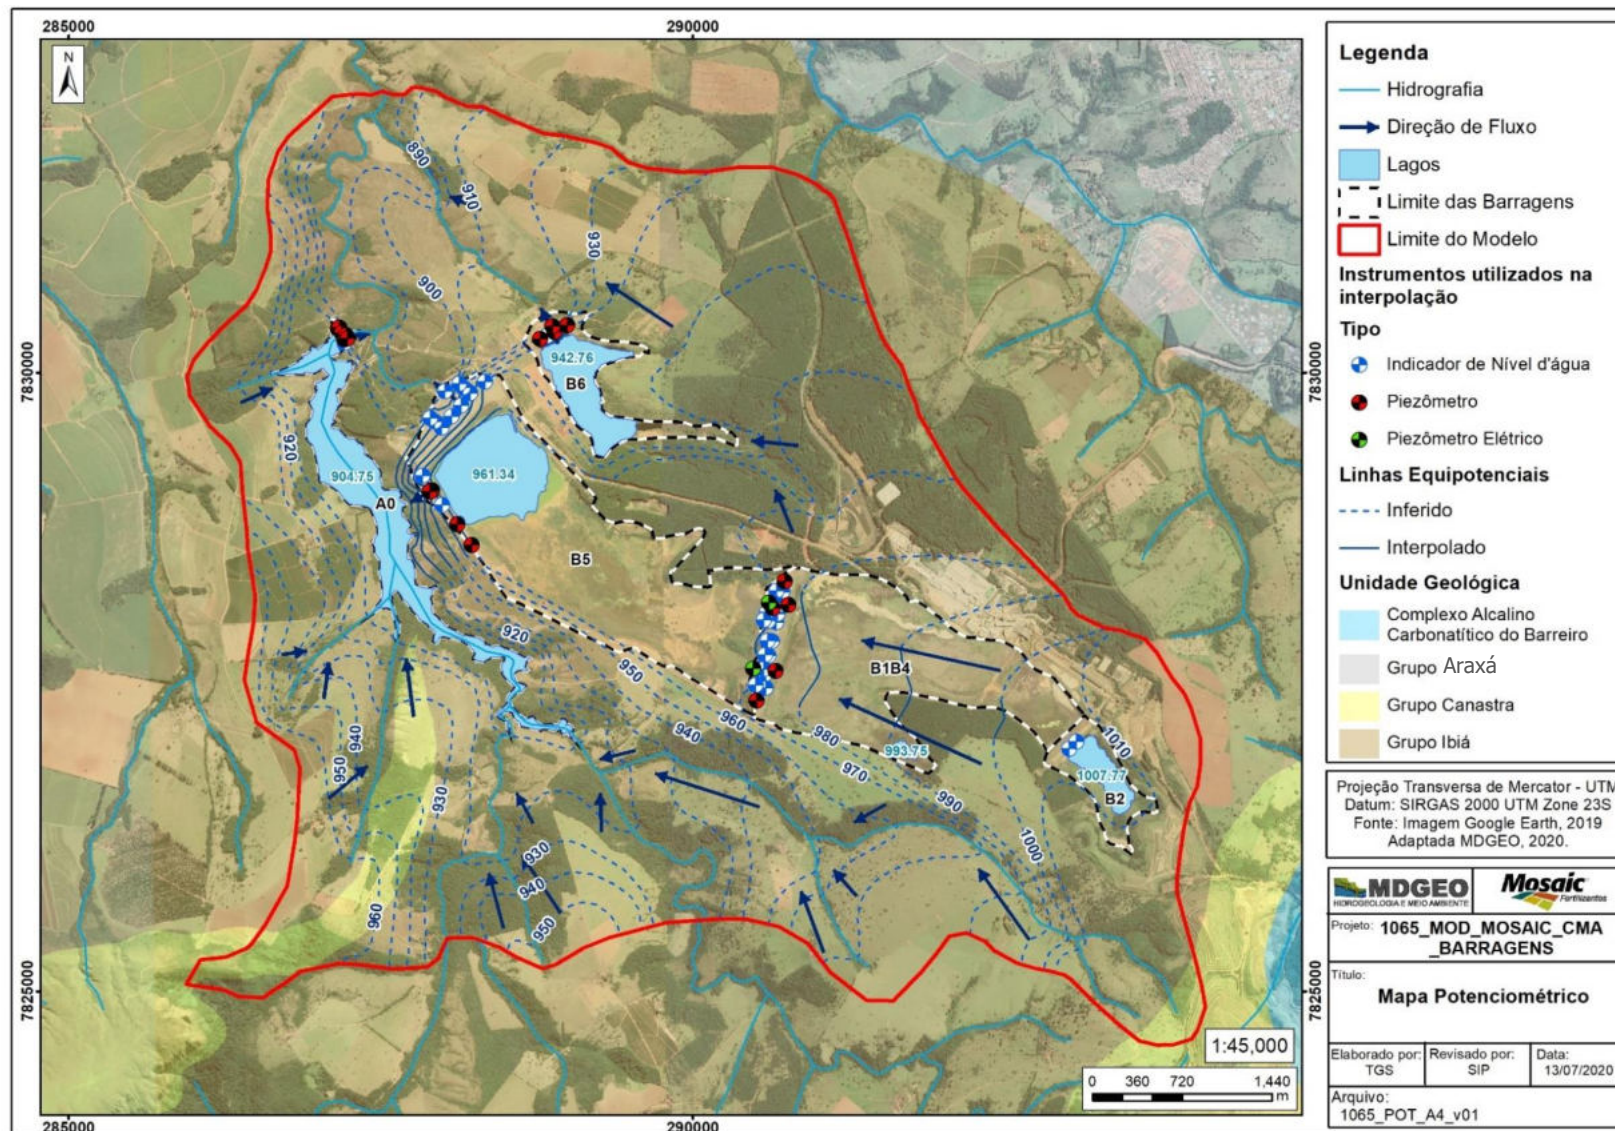 285000
290000
N
7830000
7830000
7825000
7825000
890
910
930
900
920
942.76
B6
904.75
A0
961.34
B5
920
950
960
940
980
970
990
1000
1010
B1B4
993.75
1007.77
B2
940
950
930
960
930
940
950
1:45,000
0 360 720 1,440
m
285000
290000
Legenda
Hidrografia
Direção de Fluxo
Lagos
Limite das Barragens
Limite do Modelo
Instrumentos utilizados na
interpolação
Tipo
Indicador de Nível d'água
Piezômetro
Piezômetro Elétrico
Linhas Equipotenciais
Inferido
Interpolado
Unidade Geológica
Complexo Alcalino
Carbonatítico do Barreiro
Grupo Araxá
Grupo Canastra
Grupo Ibiá
Projeção Transversa de Mercator - UTM
Datum: SIRGAS 2000 UTM Zone 23S
Fonte: Imagem Google Earth, 2019
Adaptada MDGEO, 2020.
MDGEO
HIDROGEOLOGIA E MEIO AMBIENTE
Mosaic
Fertilizantes
Projeto: 1065_MOD_MOSAIC_CMA
_BARRAGENS
Título:
Mapa Potenciométrico
Elaborado por:
TGS
Revisado por:
SIP
Data:
13/07/2020
Arquivo:
1065_POT_A4_v01